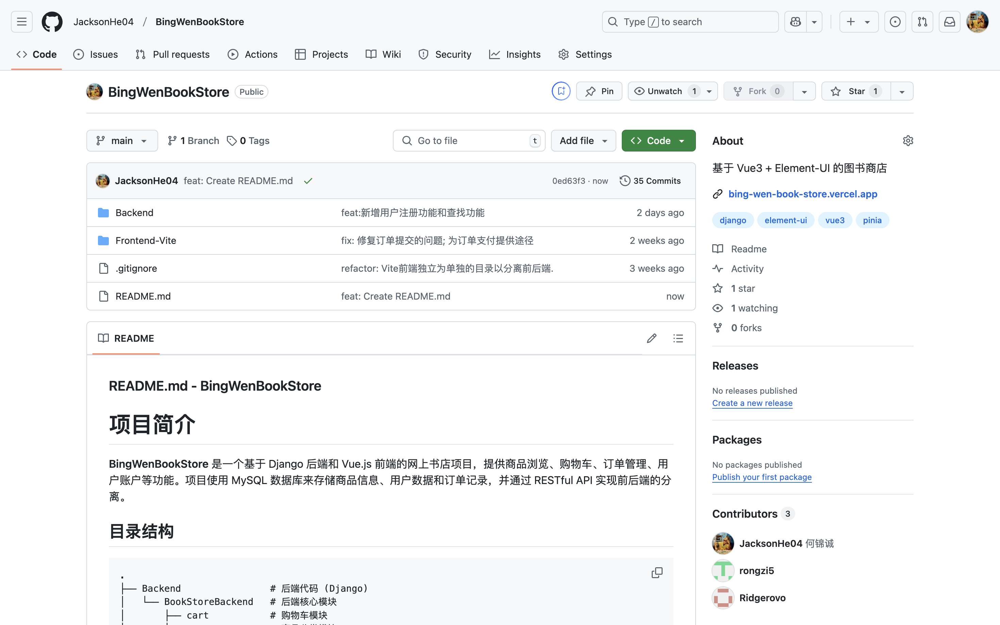 JacksonHe04 / BingWenBookStore
Type / to search
Code Issues Pull requests Actions Projects Wiki Security Insights Settings
BingWenBookStore Public
Pin Unwatch 1 Fork 0 Star 1
main 1 Branch 0 Tags
Go to file t Add file Code
JacksonHe04 feat: Create README.md 0ed63f3 · now 35 Commits
Backend feat:新增用户注册功能和查找功能 2 days ago
Frontend-Vite fix: 修复订单提交的问题; 为订单支付提供途径 2 weeks ago
.gitignore refactor: Vite前端独立为单独的目录以分离前后端. 3 weeks ago
README.md feat: Create README.md now
README
README.md - BingWenBookStore
项目简介
BingWenBookStore 是一个基于 Django 后端和 Vue.js 前端的网上书店项目，提供商品浏览、购物车、订单管理、用
户账户等功能。项目使用 MySQL 数据库来存储商品信息、用户数据和订单记录，并通过 RESTful API 实现前后端的分
离。
目录结构
.
├── Backend # 后端代码 (Django)
│   └── BookStoreBackend # 后端核心模块
│       ├── cart # 购物车模块
About
基于 Vue3 + Element-UI 的图书商店
bing-wen-book-store.vercel.app
django element-ui vue3 pinia
Readme
Activity
1 star
1 watching
0 forks
Releases
No releases published
Create a new release
Packages
No packages published
Publish your first package
Contributors 3
JacksonHe04 何锦诚
rongzi5
Ridgerovo